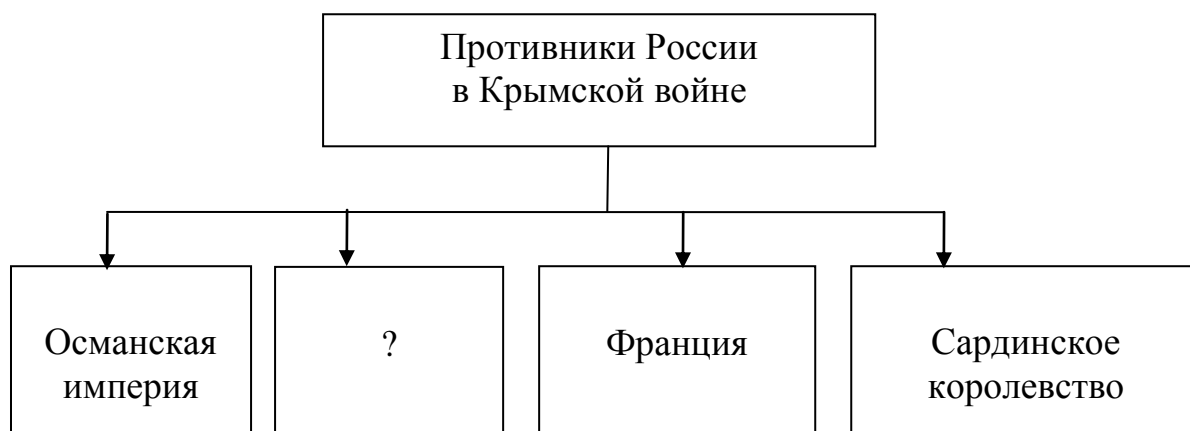 Противники России
в Крымской войне
Османская
империя
?
Франция
Сардинское
королевство